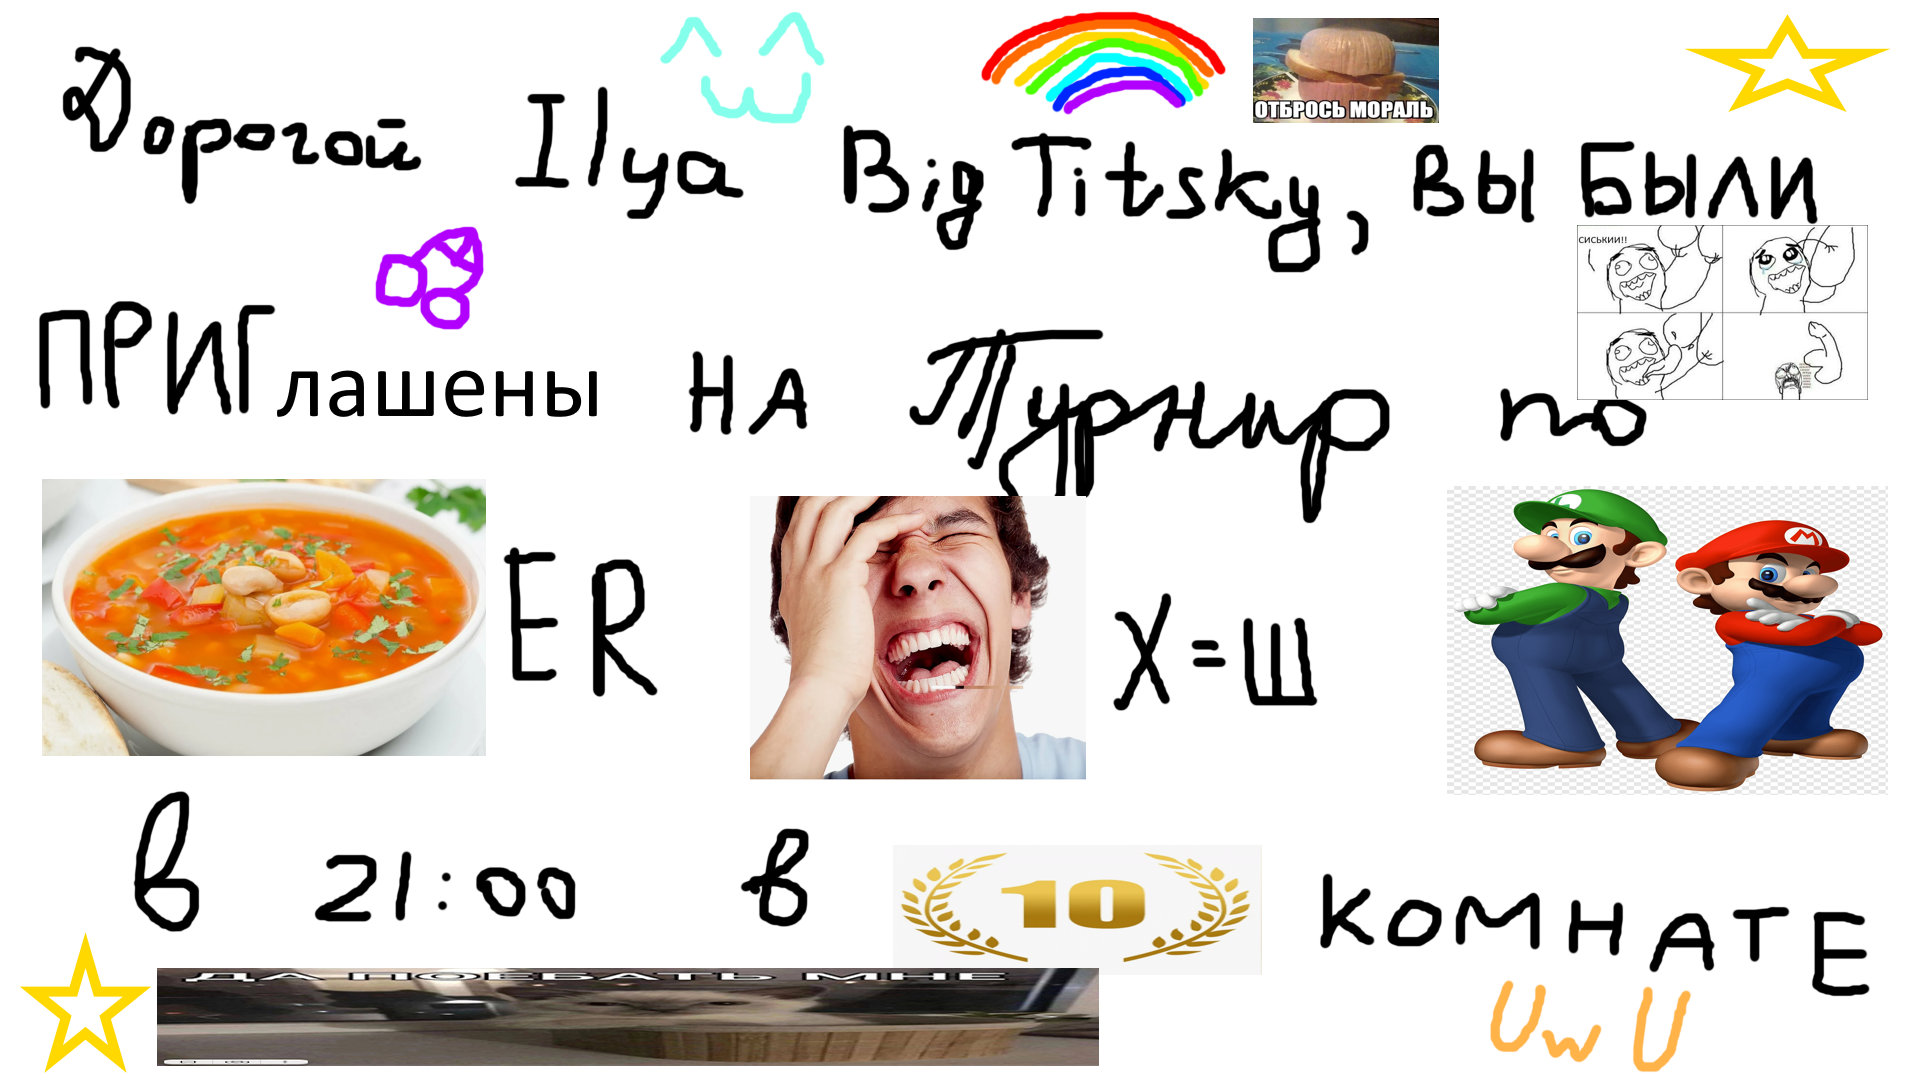 ОТБРОСЬ МОРАЛЬ
Дорогой Ilya Big Titsky, вы были
СИСЬКИИ!!
ПРИГлашены на Турнир по
ER Х=Ш
M
в 21:00 в 10 комнате
ДА ПОЕБАТЬ МНЕ
UwU